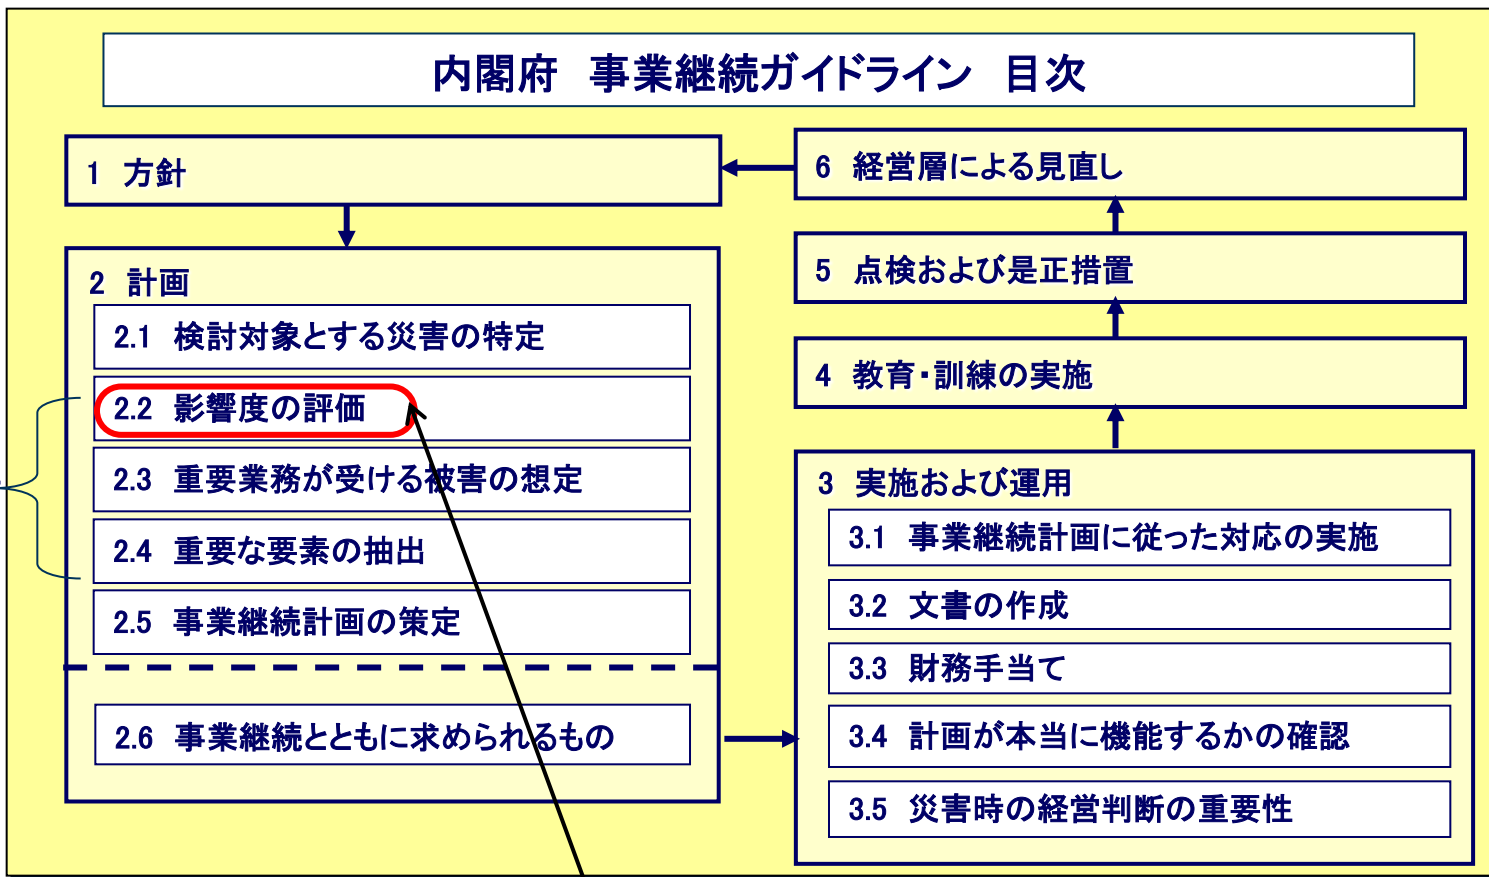 内閣府　事業継続ガイドライン　目次
1　方針
2　計画
2.1　検討対象とする災害の特定
2.2　影響度の評価
2.3　重要業務が受ける被害の想定
2.4　重要な要素の抽出
2.5　事業継続計画の策定
2.6　事業継続とともに求められるもの
6　経営層による見直し
5　点検および是正措置
4　教育・訓練の実施
3　実施および運用
3.1　事業継続計画に従った対応の実施
3.2　文書の作成
3.3　財務手当て
3.4　計画が本当に機能するかの確認
3.5　災害時の経営判断の重要性